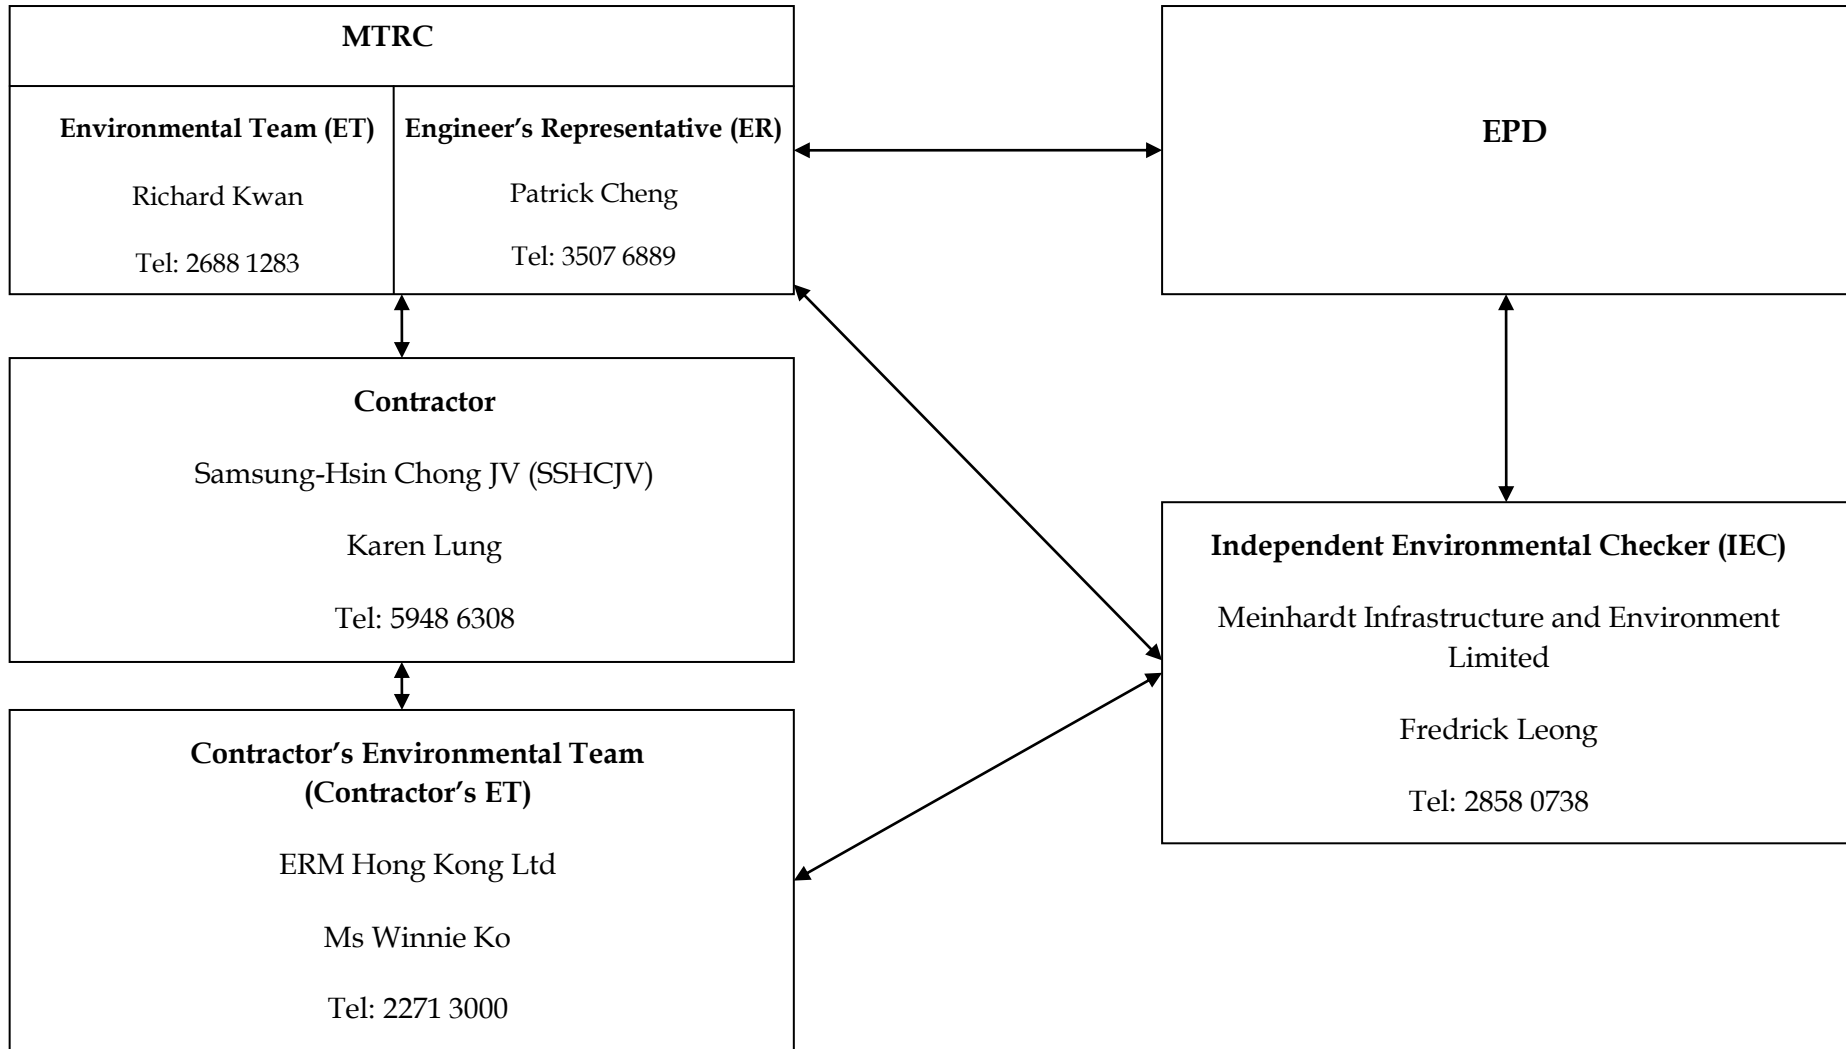 MTRC
Environmental Team (ET)
Richard Kwan
Tel: 2688 1283
Engineer’s Representative (ER)
Patrick Cheng
Tel: 3507 6889
EPD
Contractor
Samsung-Hsin Chong JV (SSHCJV)
Karen Lung
Tel: 5948 6308
Independent Environmental Checker (IEC)
Meinhardt Infrastructure and Environment
Limited
Fredrick Leong
Tel: 2858 0738
Contractor’s Environmental Team
(Contractor’s ET)
ERM Hong Kong Ltd
Ms Winnie Ko
Tel: 2271 3000